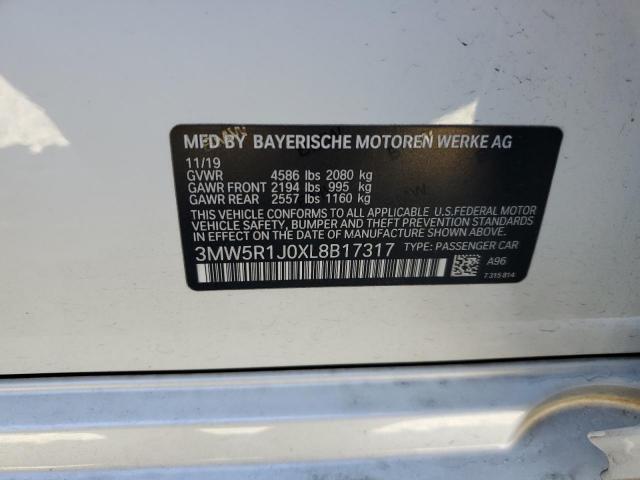 MFD BY BAYERISCHE MOTOREN WERKE AG
11/19
GVWR 4586 lbs 2080 kg
GAWR FRONT 2194 lbs 995 kg
GAWR REAR 2557 lbs 1160 kg
THIS VEHICLE CONFORMS TO ALL APPLICABLE U.S.FEDERAL MOTOR
VEHICLE SAFETY, BUMPER, AND THEFT PREVENTION
STANDARDS IN EFFECT ON THE DATE OF MANUFACTURE SHOWN ABOVE.
3MW5R1J0XL8B17317 TYPE: PASSENGER CAR
A96
7 315 814